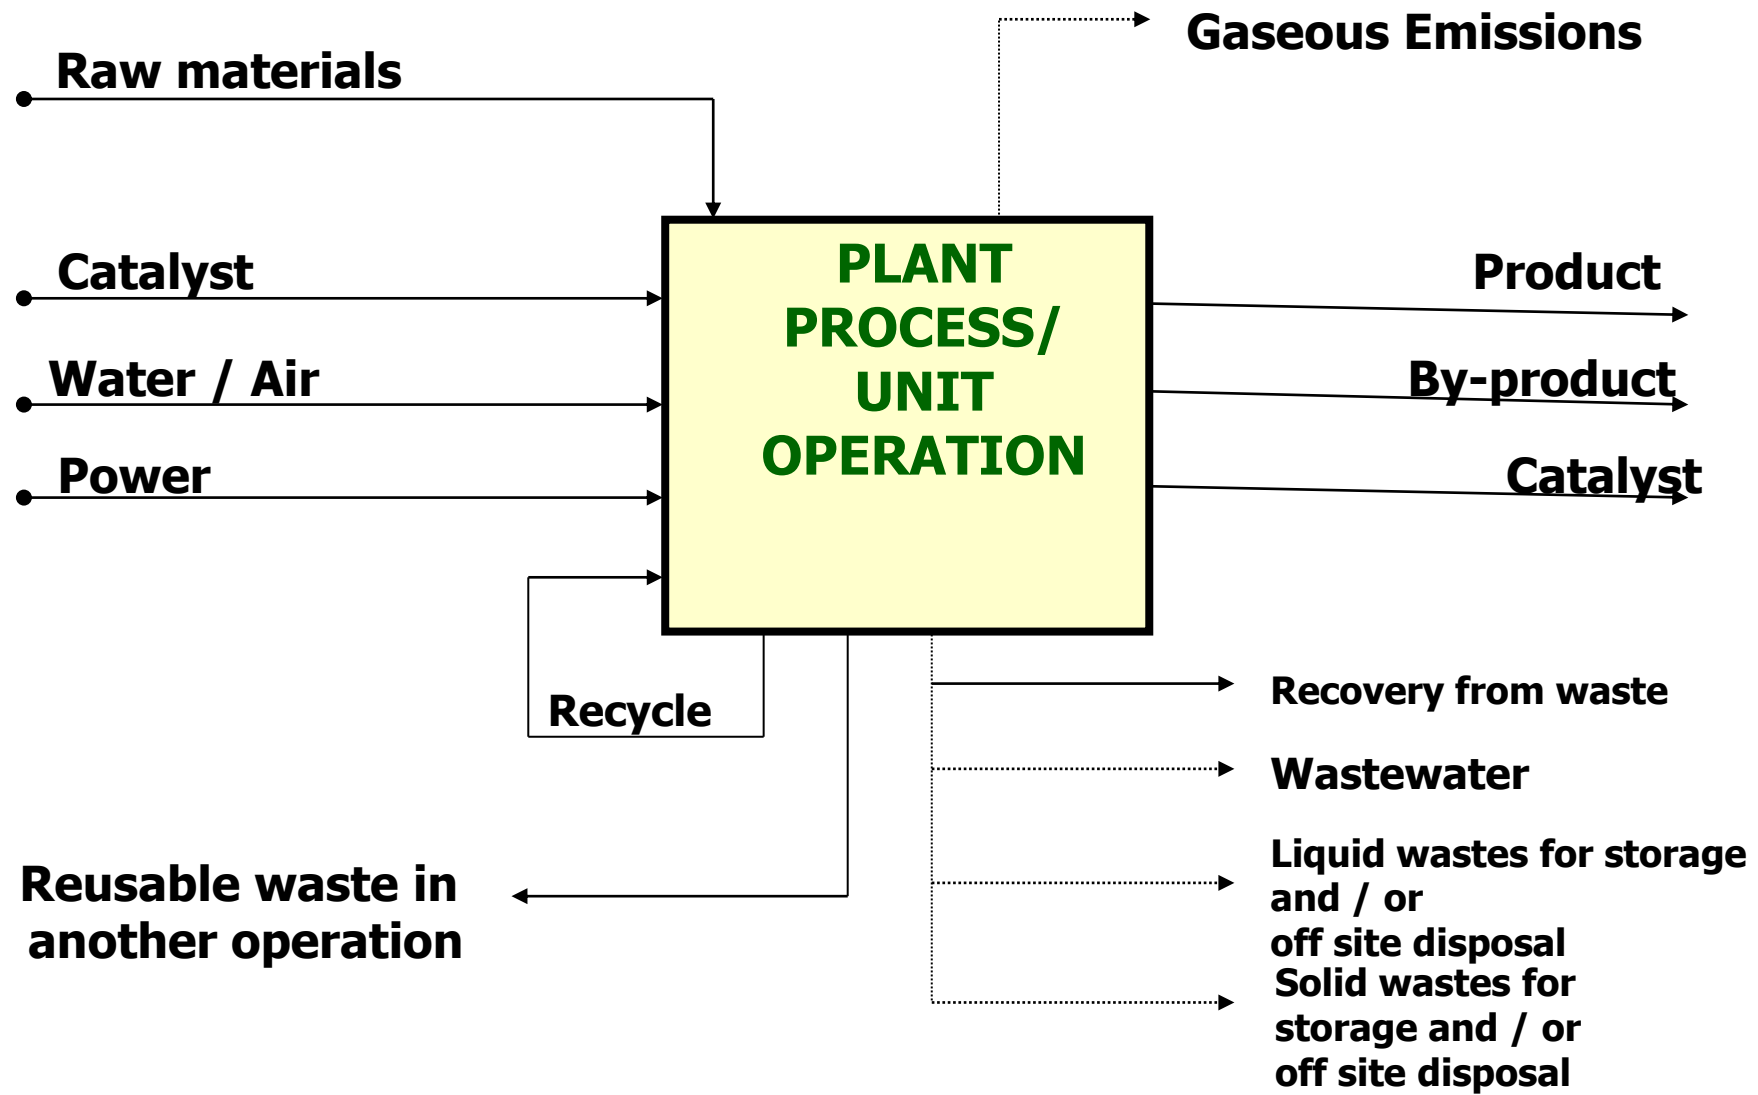 Gaseous Emissions
Raw materials
Catalyst
Water / Air
Power
PLANT
PROCESS/
UNIT
OPERATION
Product
By-product
Catalyst
Recycle
Reusable waste in
another operation
Recovery from waste
Wastewater
Liquid wastes for storage
and / or
off site disposal
Solid wastes for
storage and / or
off site disposal